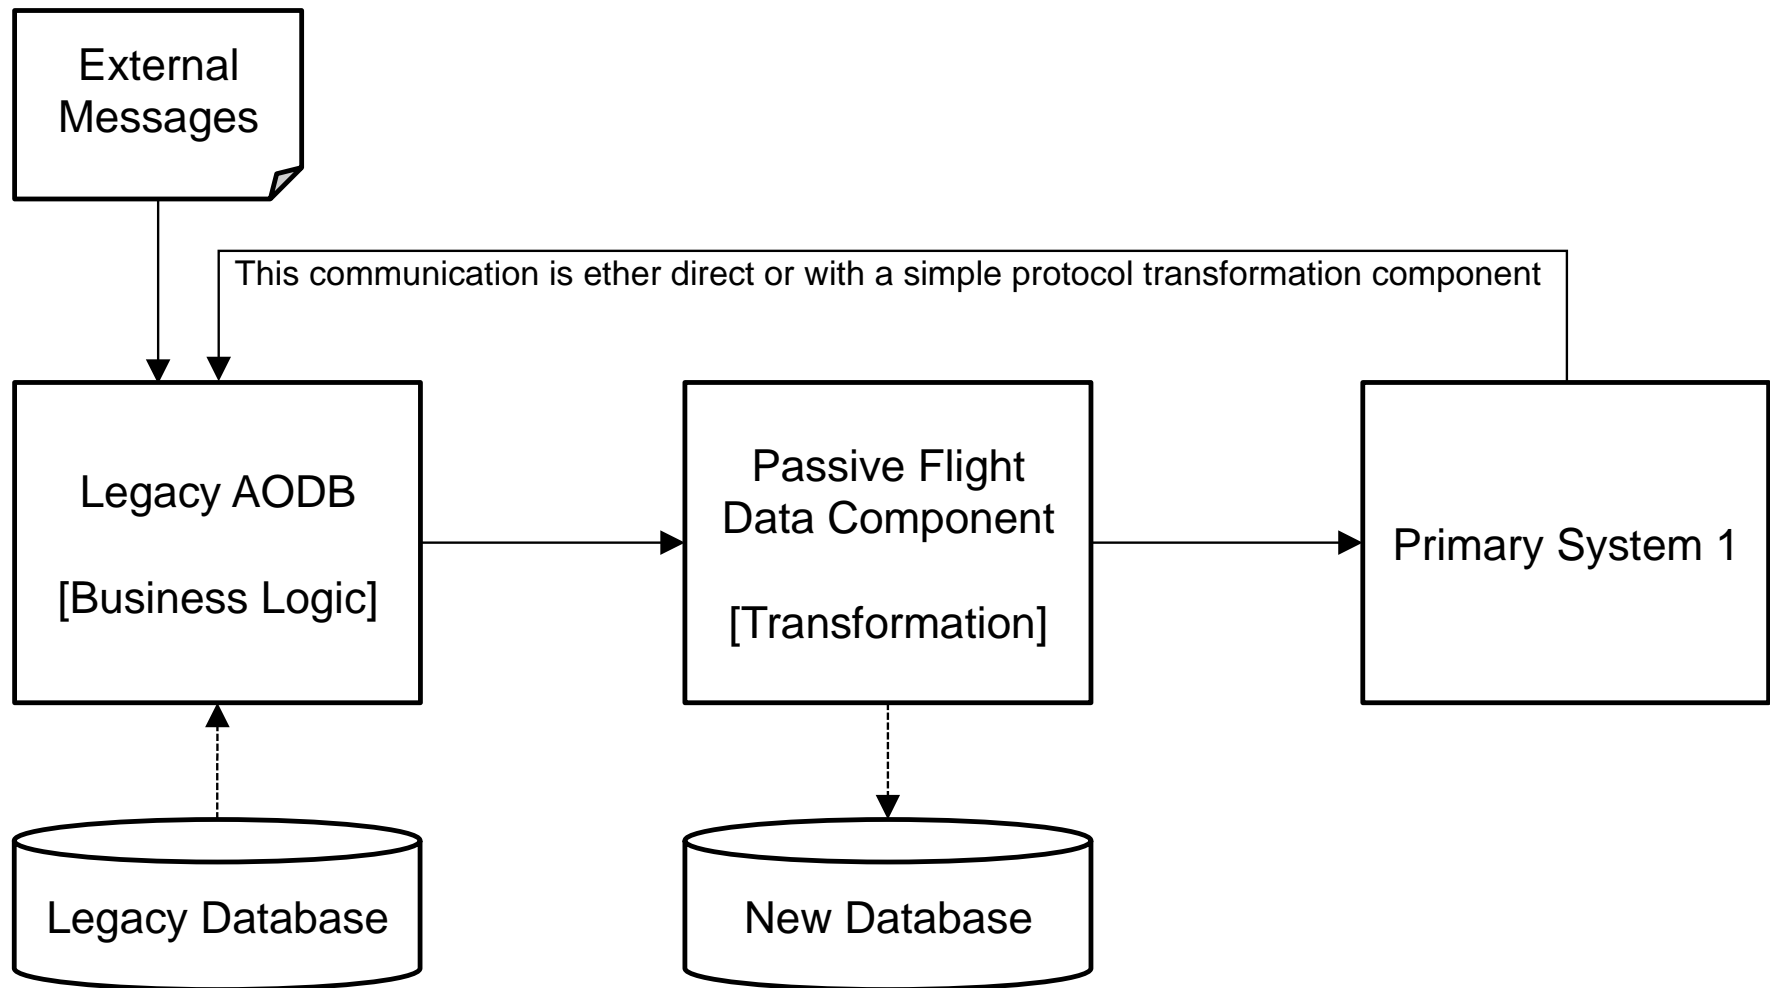 External
Messages
This communication is ether direct or with a simple protocol transformation component
Legacy AODB
[Business Logic]
Passive Flight
Data Component
[Transformation]
Primary System 1
Legacy Database
New Database